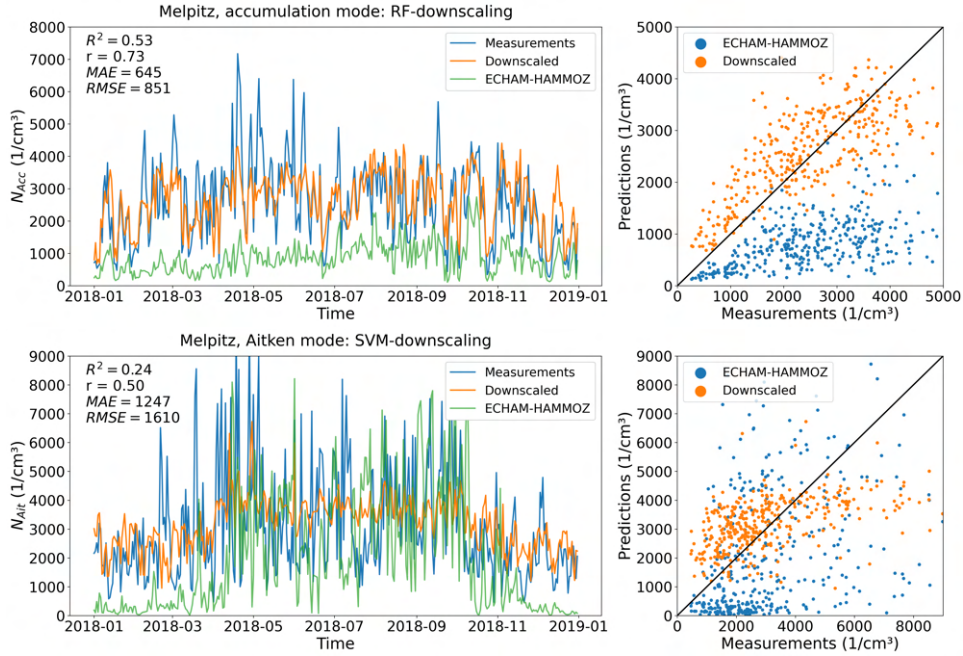 Melpitz, accumulation mode: RF-downscaling
8000
7000
6000
5000
4000
3000
2000
1000
0
N_Acc (1/cm³)
R² = 0.53
r = 0.73
MAE = 645
RMSE = 851
Measurements
Downscaled
ECHAM-HAMMOZ
2018-01 2018-03 2018-05 2018-07 2018-09 2018-11 2019-01
Time
5000
4000
3000
2000
1000
0
Predictions (1/cm³)
ECHAM-HAMMOZ
Downscaled
0 1000 2000 3000 4000 5000
Measurements (1/cm³)
Melpitz, Aitken mode: SVM-downscaling
9000
8000
7000
6000
5000
4000
3000
2000
1000
0
N_Ait (1/cm³)
R² = 0.24
r = 0.50
MAE = 1247
RMSE = 1610
Measurements
Downscaled
ECHAM-HAMMOZ
2018-01 2018-03 2018-05 2018-07 2018-09 2018-11 2019-01
Time
9000
8000
7000
6000
5000
4000
3000
2000
1000
0
Predictions (1/cm³)
ECHAM-HAMMOZ
Downscaled
0 2000 4000 6000 8000
Measurements (1/cm³)